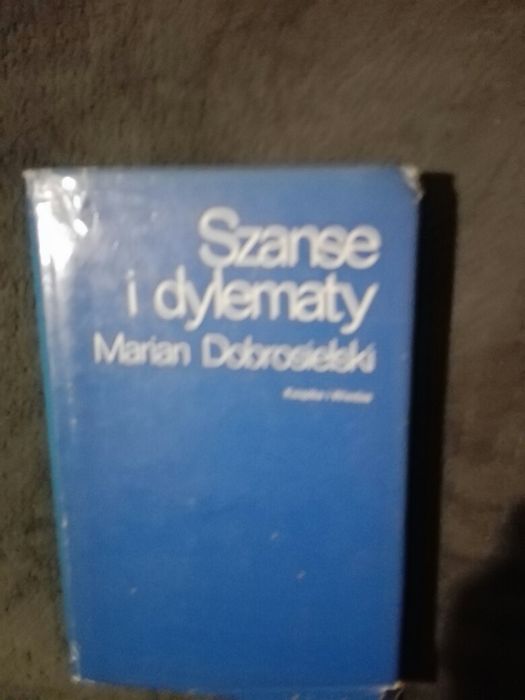 Szanse
i dylematy
Marian Dobrosielski
Książka i Wiedza